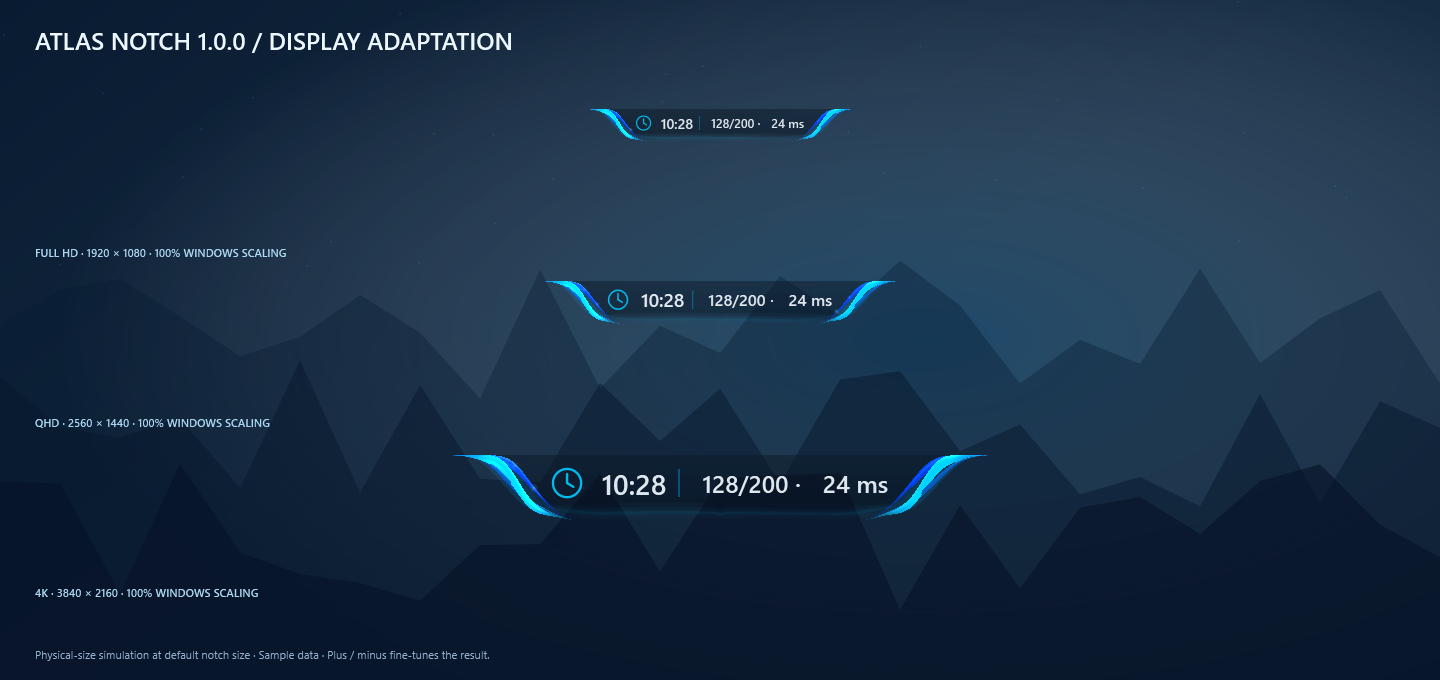 ATLAS NOTCH 1.0.0 / DISPLAY ADAPTATION
10:28 128/200 · 24 ms
FULL HD · 1920 × 1080 · 100% WINDOWS SCALING
10:28 128/200 · 24 ms
QHD · 2560 × 1440 · 100% WINDOWS SCALING
10:28 128/200 · 24 ms
4K · 3840 × 2160 · 100% WINDOWS SCALING
Physical-size simulation at default notch size · Sample data · Plus / minus fine-tunes the result.